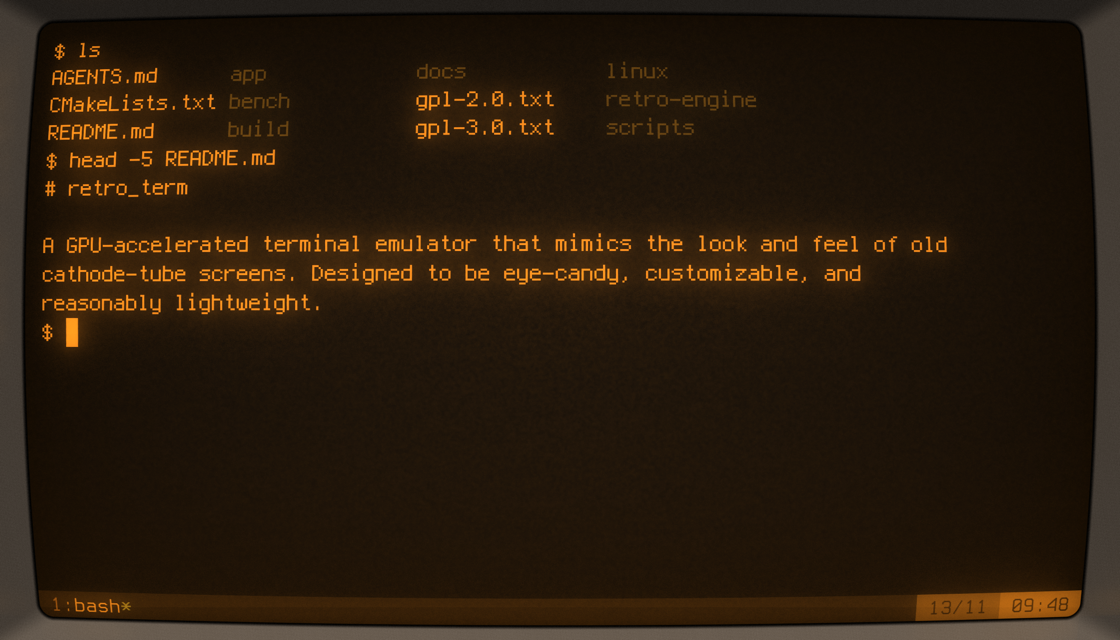 $ ls
AGENTS.md app docs linux
CMakeLists.txt bench gpl-2.0.txt retro-engine
README.md build gpl-3.0.txt scripts
$ head -5 README.md
# retro_term

A GPU-accelerated terminal emulator that mimics the look and feel of old
cathode-tube screens. Designed to be eye-candy, customizable, and
reasonably lightweight.
$
1:bash* 13/11 09:48